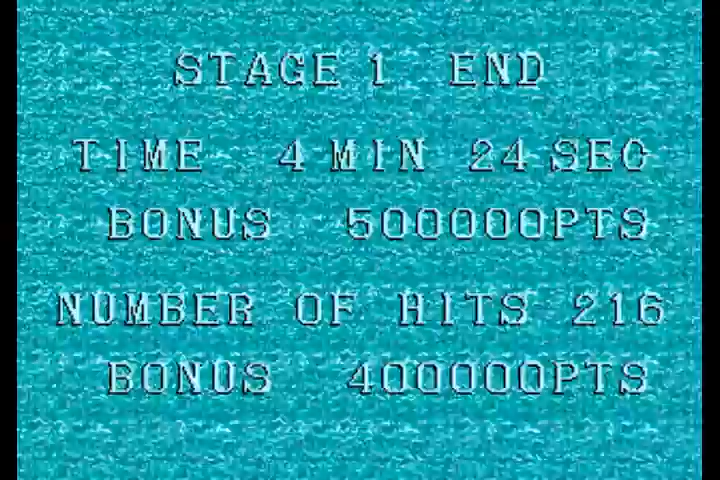 STAGE 1 END
TIME 4 MIN 24 SEC
BONUS 500000PTS
NUMBER OF HITS 216
BONUS 400000PTS